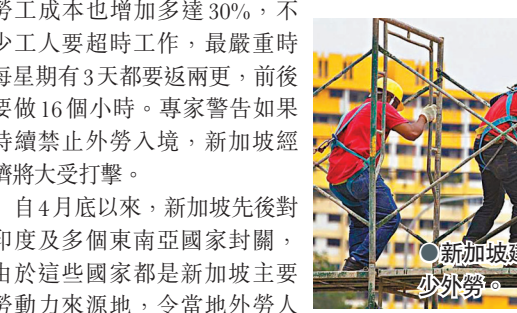 勞工成本也增加多達30%，不
少工人要超時工作，最嚴重時
每星期有3天都要返兩更，前後
要做16個小時。專家警告如果
持續禁止外勞入境，新加坡經
濟將大受打擊。
自4月底以來，新加坡先後對
印度及多個東南亞國家封關，
由於這些國家都是新加坡主要
勞動力來源地，令當地外勞人
●新加坡建
少外勞。